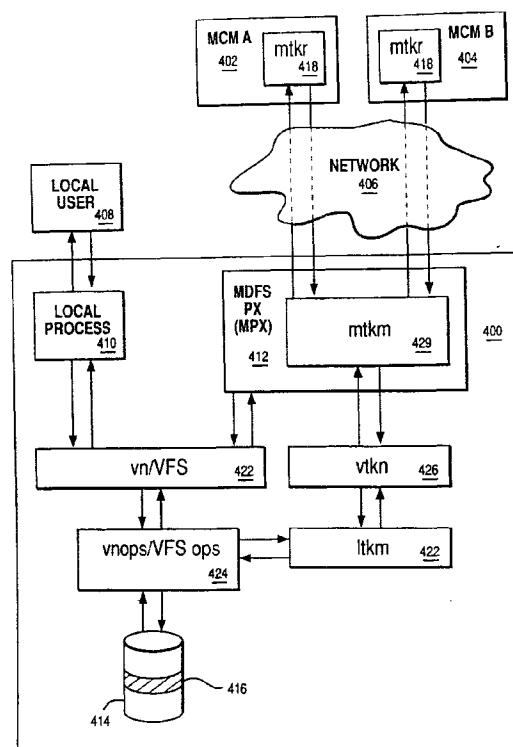 MCM A
402
mtkr
418
mtkr
418
MCM B
404
NETWORK
406
LOCAL
USER
408
LOCAL
PROCESS
410
MDFS
PX
(MPX)
412
mtkm
429
400
vn/VFS
422
vtkn
426
vnops/VFS ops
424
ltkm
422
416
414